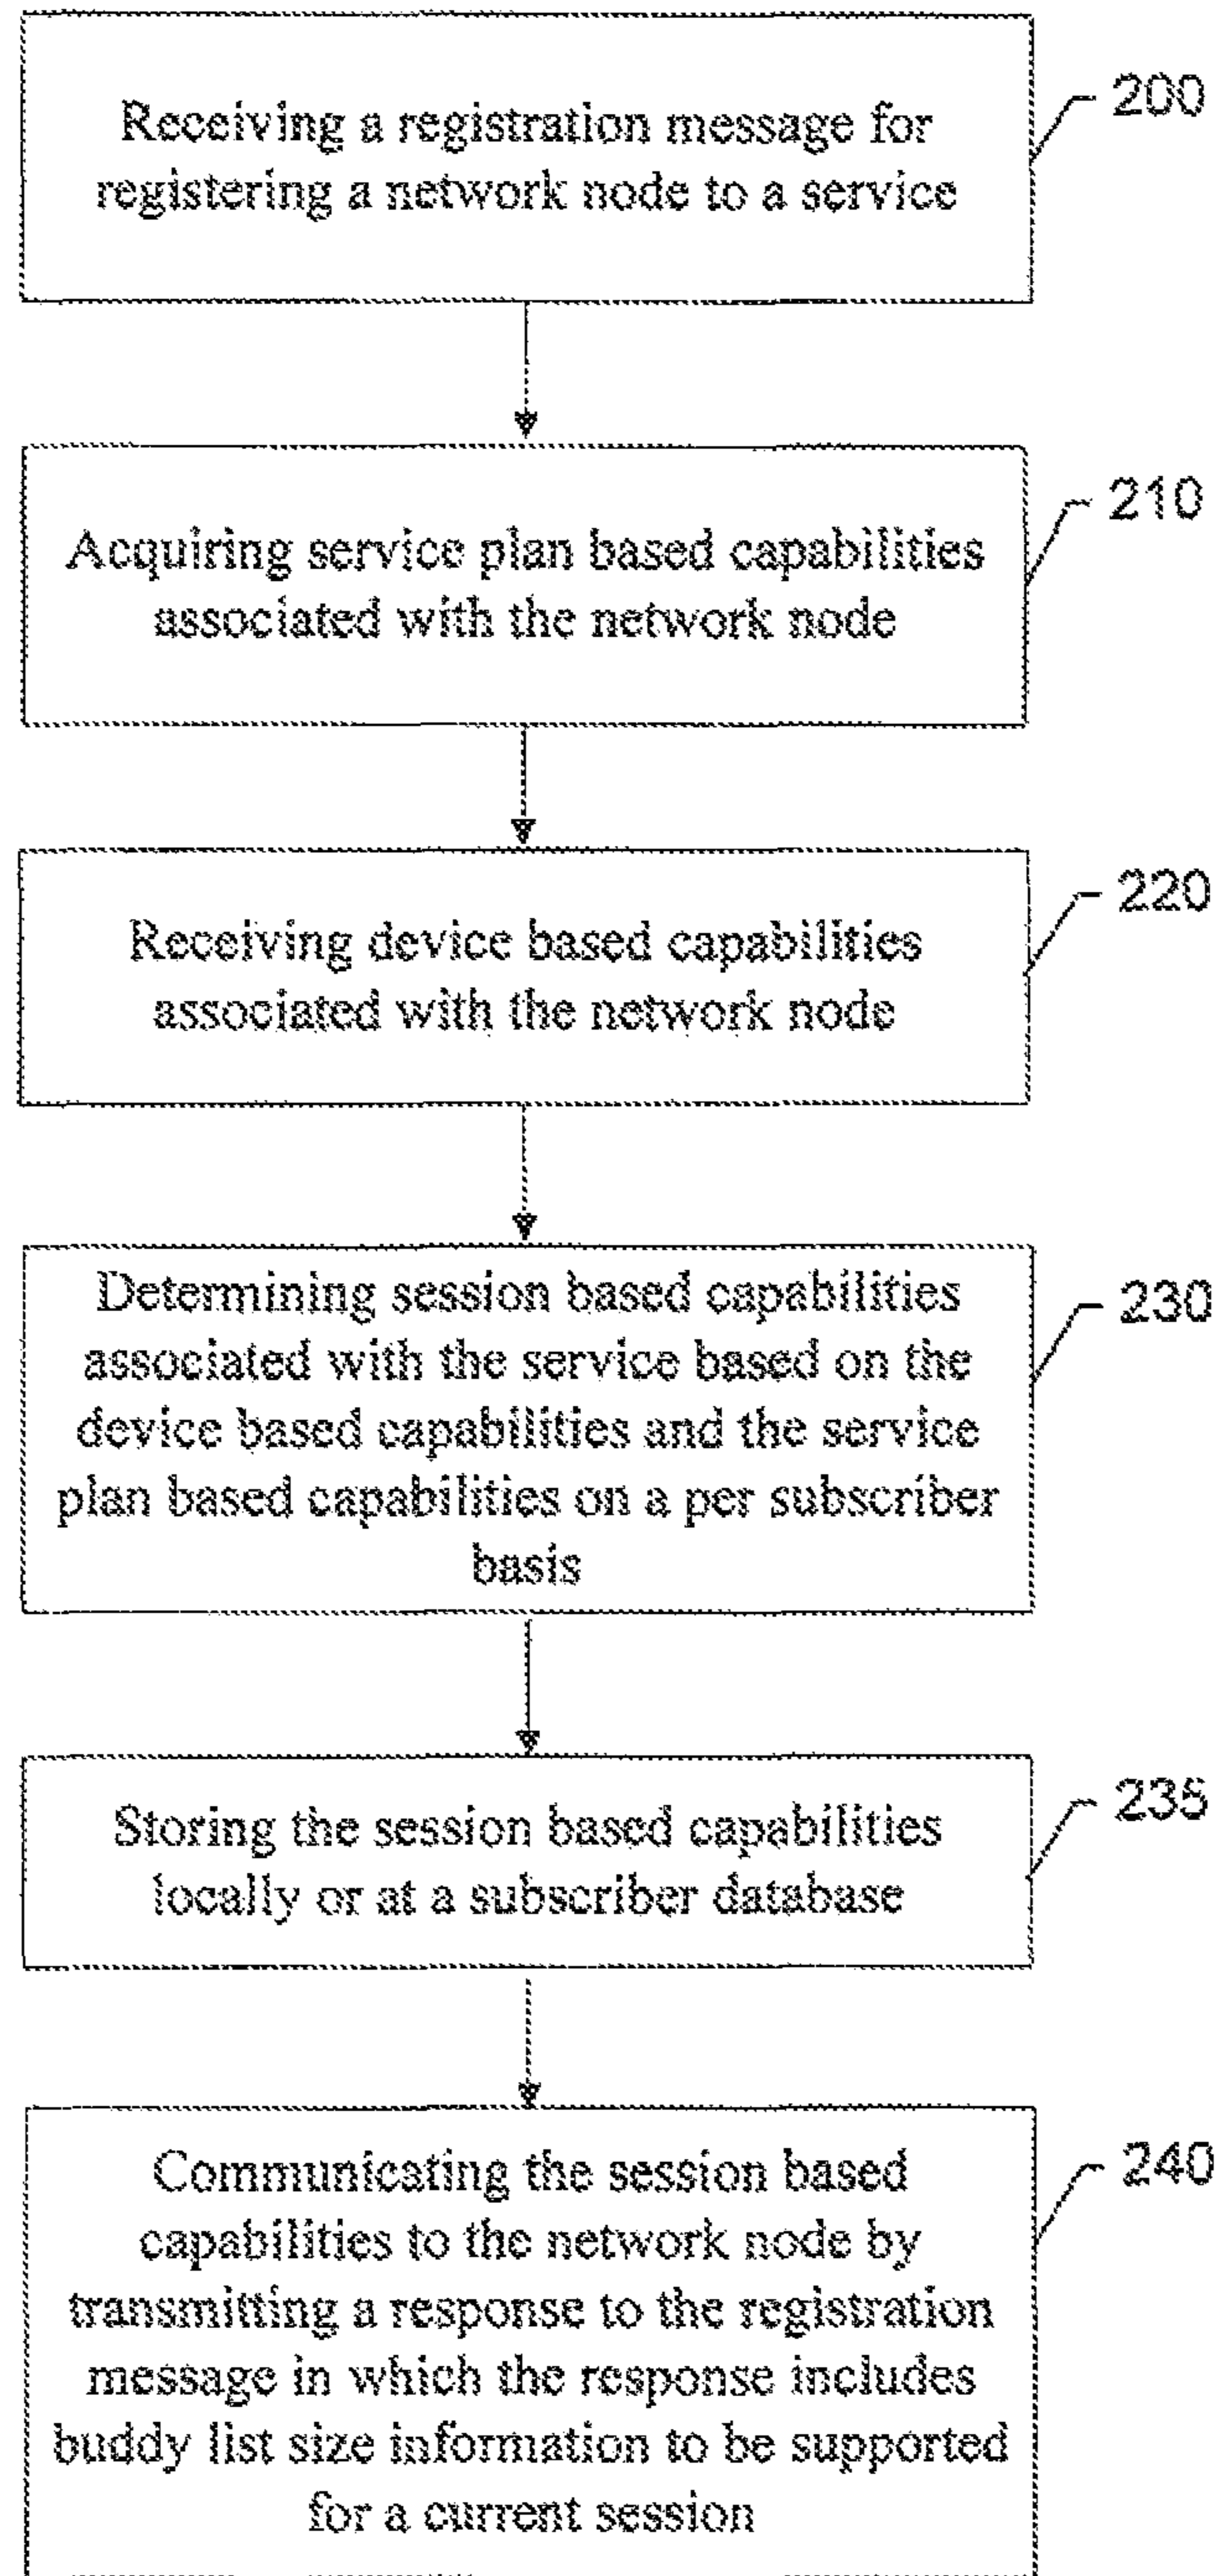 Receiving a registration message for
registering a network node to a service
200
Acquiring service plan based capabilities
associated with the network node
210
Receiving device based capabilities
associated with the network node
220
Determining session based capabilities
associated with the service based on the
device based capabilities and the service
plan based capabilities on a per subscriber
basis
230
Storing the session based capabilities
locally or at a subscriber database
235
Communicating the session based
capabilities to the network node by
transmitting a response to the registration
message in which the response includes
buddy list size information to be supported
for a current session
240